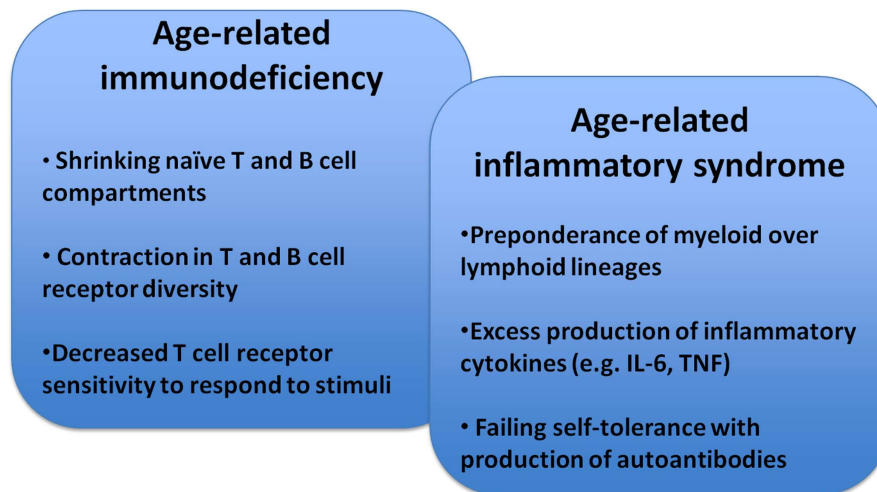 Age-related
immunodeficiency
• Shrinking naïve T and B cell
compartments
• Contraction in T and B cell
receptor diversity
•Decreased T cell receptor
sensitivity to respond to stimuli
Age-related
inflammatory syndrome
•Preponderance of myeloid over
lymphoid lineages
•Excess production of inflammatory
cytokines (e.g. IL-6, TNF)
• Failing self-tolerance with
production of autoantibodies